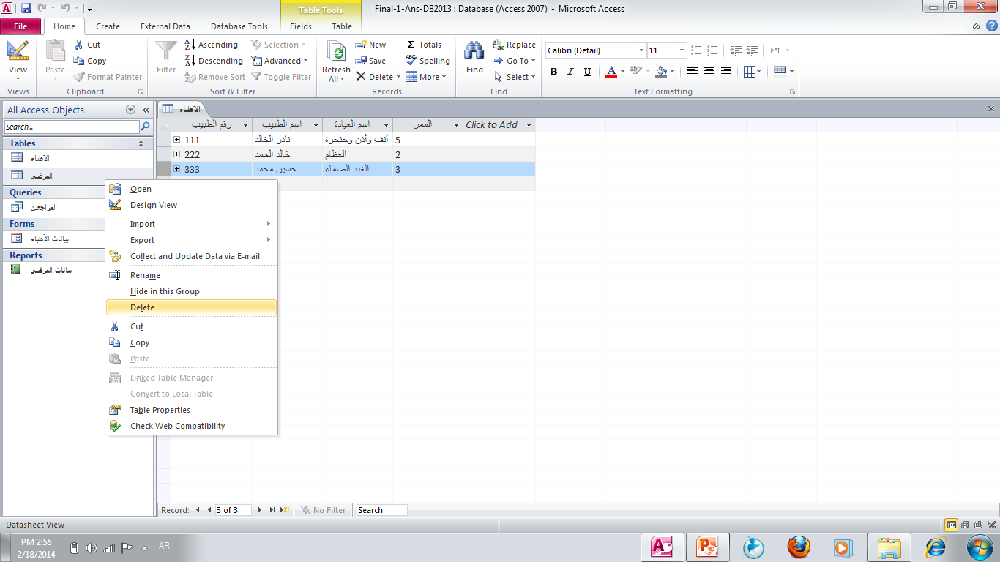 Table Tools
Final-1-Ans-DB2013 : Database (Access 2007) - Microsoft Access
File Home Create External Data Database Tools Fields Table
View
Views
Paste
Cut
Copy
Format Painter
Clipboard
Filter
Ascending
Descending
Remove Sort
Selection
Advanced
Toggle Filter
Sort & Filter
Refresh
All
New
Save
Delete
Totals
Spelling
More
Records
Find
Replace
Go To
Select
Find
Calibri (Detail) 11
B I U A ab
Text Formatting
All Access Objects
Search...
Tables
الأطباء
المرضى
Queries
المراجعين
Forms
بيانات الأطباء
Reports
بيانات المرضى
الأطباء
رقم الطبيب اسم الطبيب اسم العيادة الممر Click to Add
111 نادر الخالد أنف وأذن وحنجرة 5
222 خالد الحمد العظام 2
333 حسين محمد الغدد الصماء 3
Open
Design View
Import
Export
Collect and Update Data via E-mail
Rename
Hide in this Group
Delete
Cut
Copy
Paste
Linked Table Manager
Convert to Local Table
Table Properties
Check Web Compatibility
Record: 3 of 3 No Filter Search
Datasheet View
PM 2:55
2/18/2014
AR